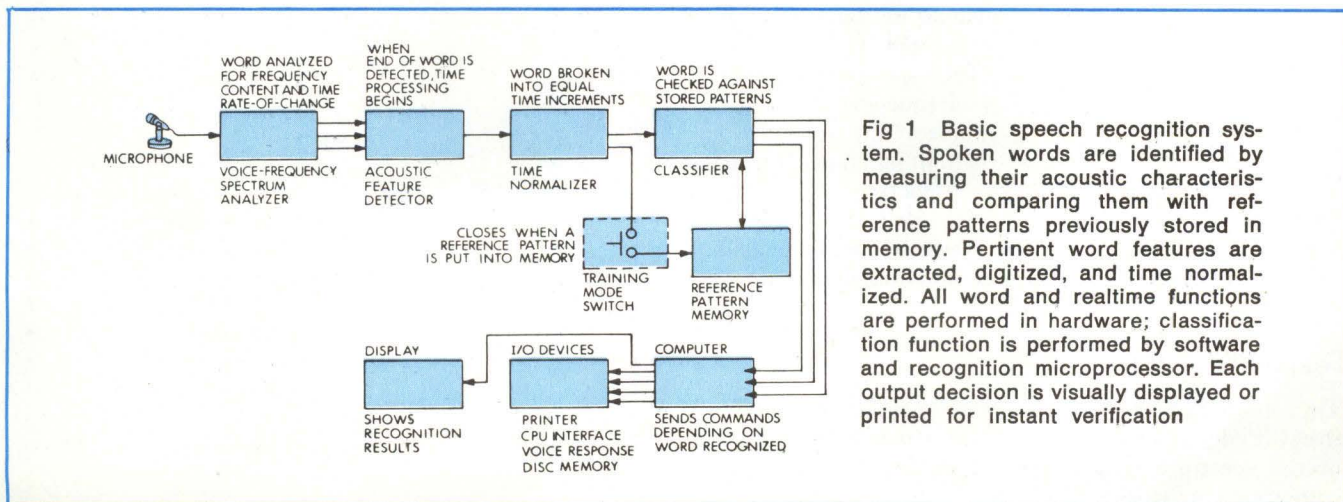 WORD ANALYZED
FOR FREQUENCY
CONTENT AND TIME
RATE-OF-CHANGE
WHEN
END OF WORD IS
DETECTED, TIME
PROCESSING
BEGINS
WORD BROKEN
INTO EQUAL
TIME INCREMENTS
WORD IS
CHECKED AGAINST
STORED PATTERNS
MICROPHONE
VOICE-FREQUENCY
SPECTRUM
ANALYZER
ACOUSTIC
FEATURE
DETECTOR
TIME
NORMALIZER
CLASSIFIER
CLOSES WHEN A
REFERENCE PATTERN
IS PUT INTO MEMORY
TRAINING
MODE
SWITCH
REFERENCE
PATTERN
MEMORY
DISPLAY
I/O DEVICES
COMPUTER
SHOWS
RECOGNITION
RESULTS
PRINTER
CPU INTERFACE
VOICE RESPONSE
DISC MEMORY
SENDS COMMANDS
DEPENDING ON
WORD RECOGNIZED
Fig 1 Basic speech recognition sys-
tem. Spoken words are identified by
measuring their acoustic characteris-
tics and comparing them with ref-
erence patterns previously stored in
memory. Pertinent word features are
extracted, digitized, and time normal-
ized. All word and realtime functions
are performed in hardware; classifica-
tion function is performed by software
and recognition microprocessor. Each
output decision is visually displayed or
printed for instant verification